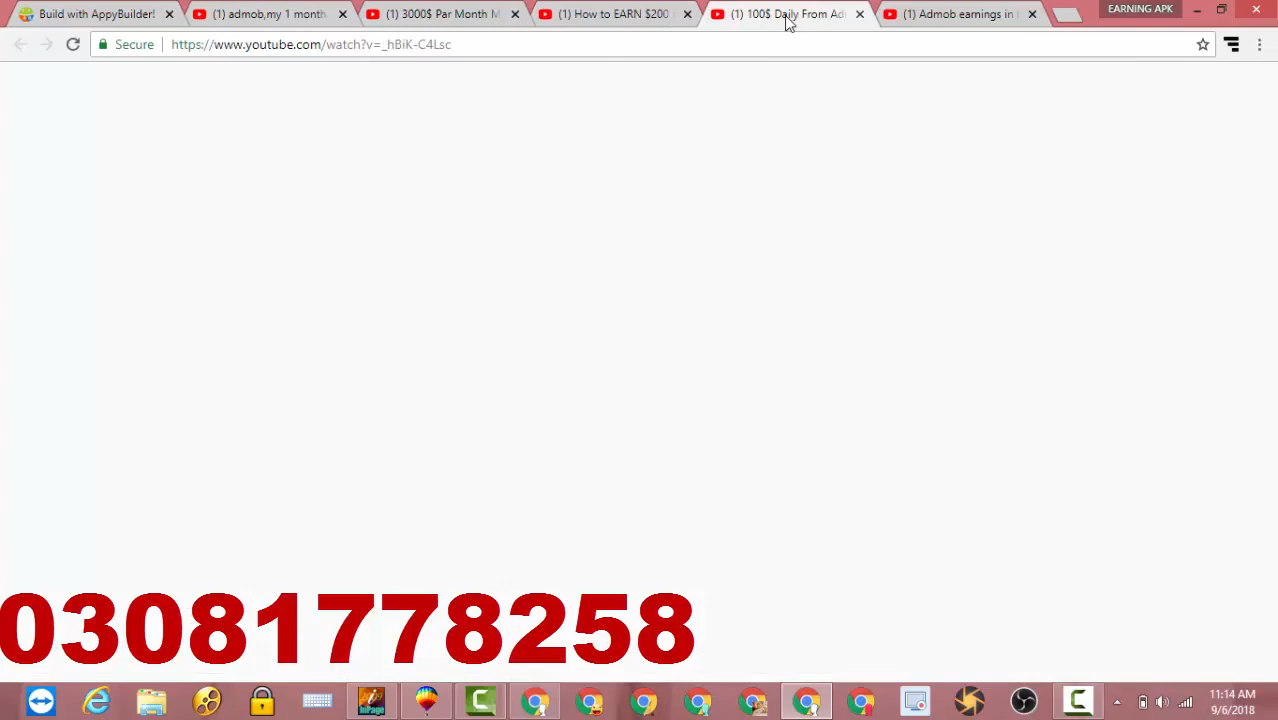 Build with AppyBuilder!
(1) admob,my 1 month
(1) 3000$ Par Month M
(1) How to EARN $200
(1) 100$ Daily From Ad
(1) Admob earnings in
EARNING APK
Secure
https://www.youtube.com/watch?v=_hBiK-C4Lsc
03081778258
InPage
11:14 AM
9/6/2018